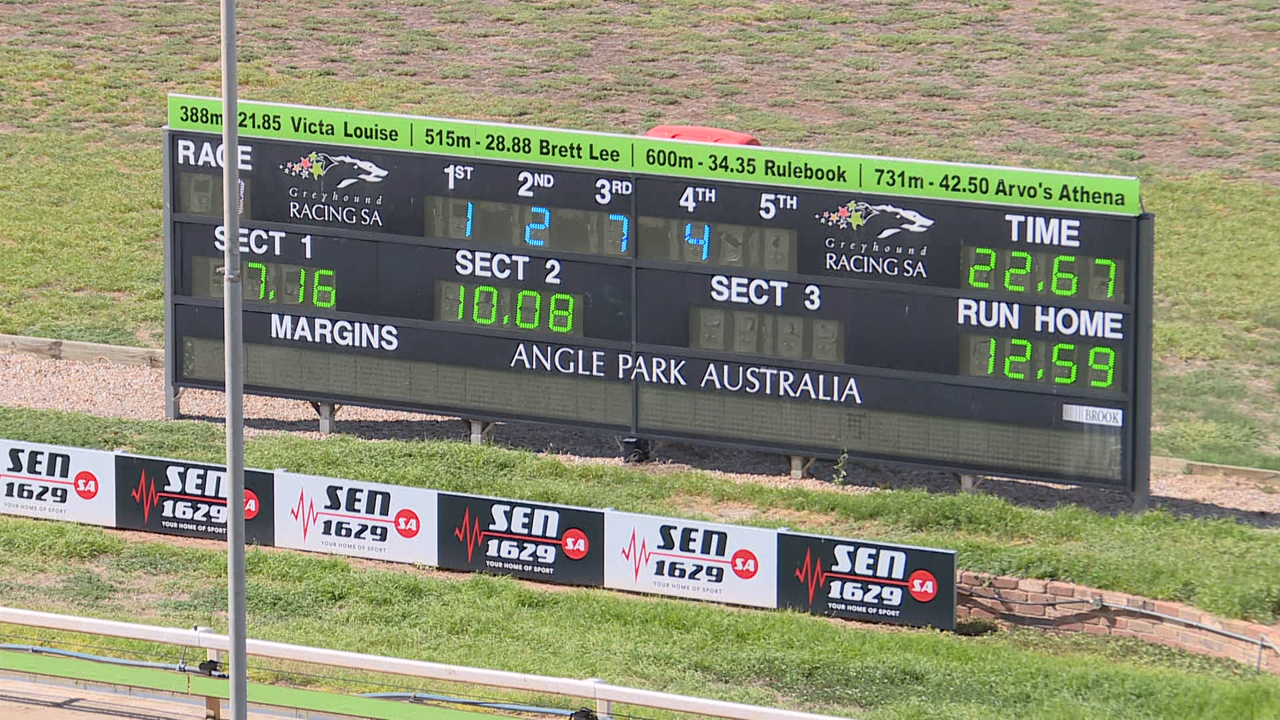 388m 21.85 Victa Louise | 515m - 28.88 Brett Lee | 600m - 34.35 Rulebook | 731m - 42.50 Arvo's Athena
RACE
Greyhound
RACING SA
1ST 2ND 3RD 4TH 5TH
1 2 7 4
Greyhound
RACING SA
TIME
22.67
SECT 1
7.16
SECT 2
10.08
SECT 3
RUN HOME
12.59
MARGINS
ANGLE PARK AUSTRALIA
BROOK
SEN
1629 SA
YOUR HOME OF SPORT
SEN
1629 SA
YOUR HOME OF SPORT
SEN
1629 SA
YOUR HOME OF SPORT
SEN
1629 SA
YOUR HOME OF SPORT
SEN
1629 SA
YOUR HOME OF SPORT
SEN
1629 SA
YOUR HOME OF SPORT